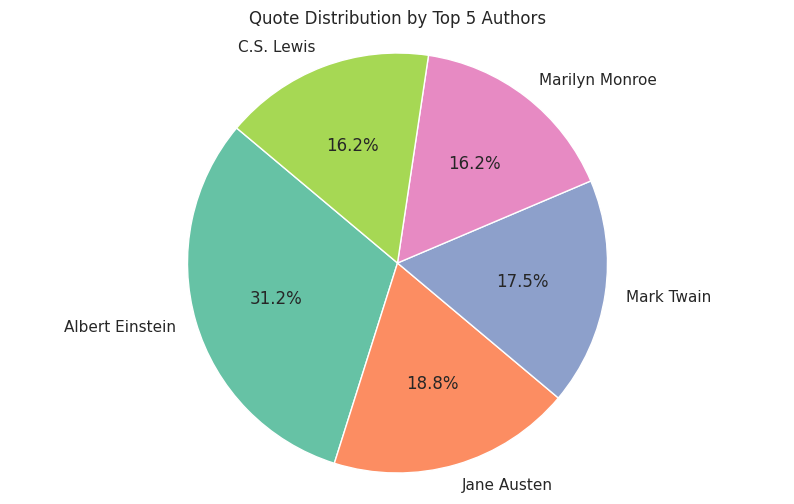 Quote Distribution by Top 5 Authors
C.S. Lewis
Marilyn Monroe
16.2%
16.2%
17.5%
Mark Twain
31.2%
Albert Einstein
18.8%
Jane Austen